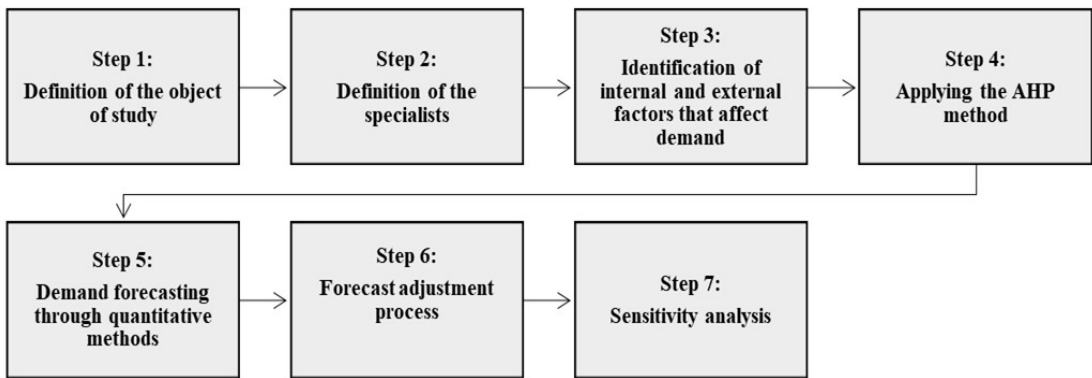 Step 1:
Definition of the object
of study
Step 2:
Definition of the
specialists
Step 3:
Identification of
internal and external
factors that affect
demand
Step 4:
Applying the AHP
method
Step 5:
Demand forecasting
through quantitative
methods
Step 6:
Forecast adjustment
process
Step 7:
Sensitivity analysis